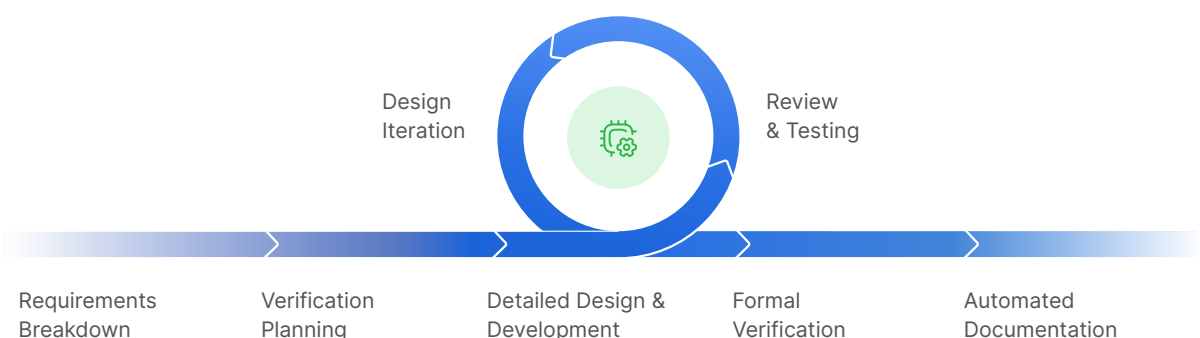 Design
Iteration
Review
& Testing
Requirements
Breakdown
Verification
Planning
Detailed Design &
Development
Formal
Verification
Automated
Documentation